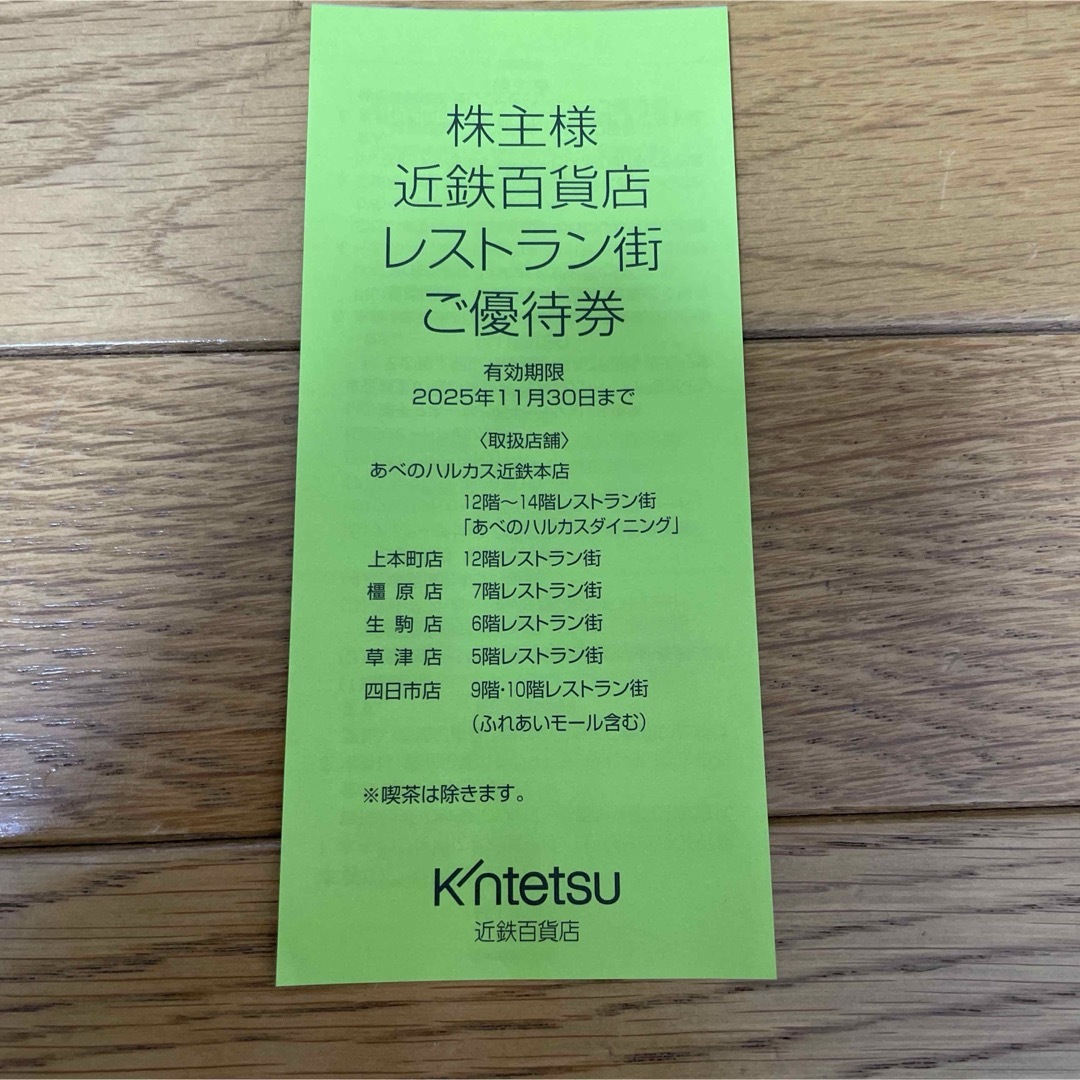 株主様
近鉄百貨店
レストラン街
ご優待券
有効期限
2025年11月30日まで
〈取扱店舗〉
あべのハルカス近鉄本店
12階～14階レストラン街
「あべのハルカスダイニング」
上本町店 12階レストラン街
橿原店 7階レストラン街
生駒店 6階レストラン街
草津店 5階レストラン街
四日市店 9階・10階レストラン街
（ふれあいモール含む）
※喫茶は除きます。
Kintetsu
近鉄百貨店